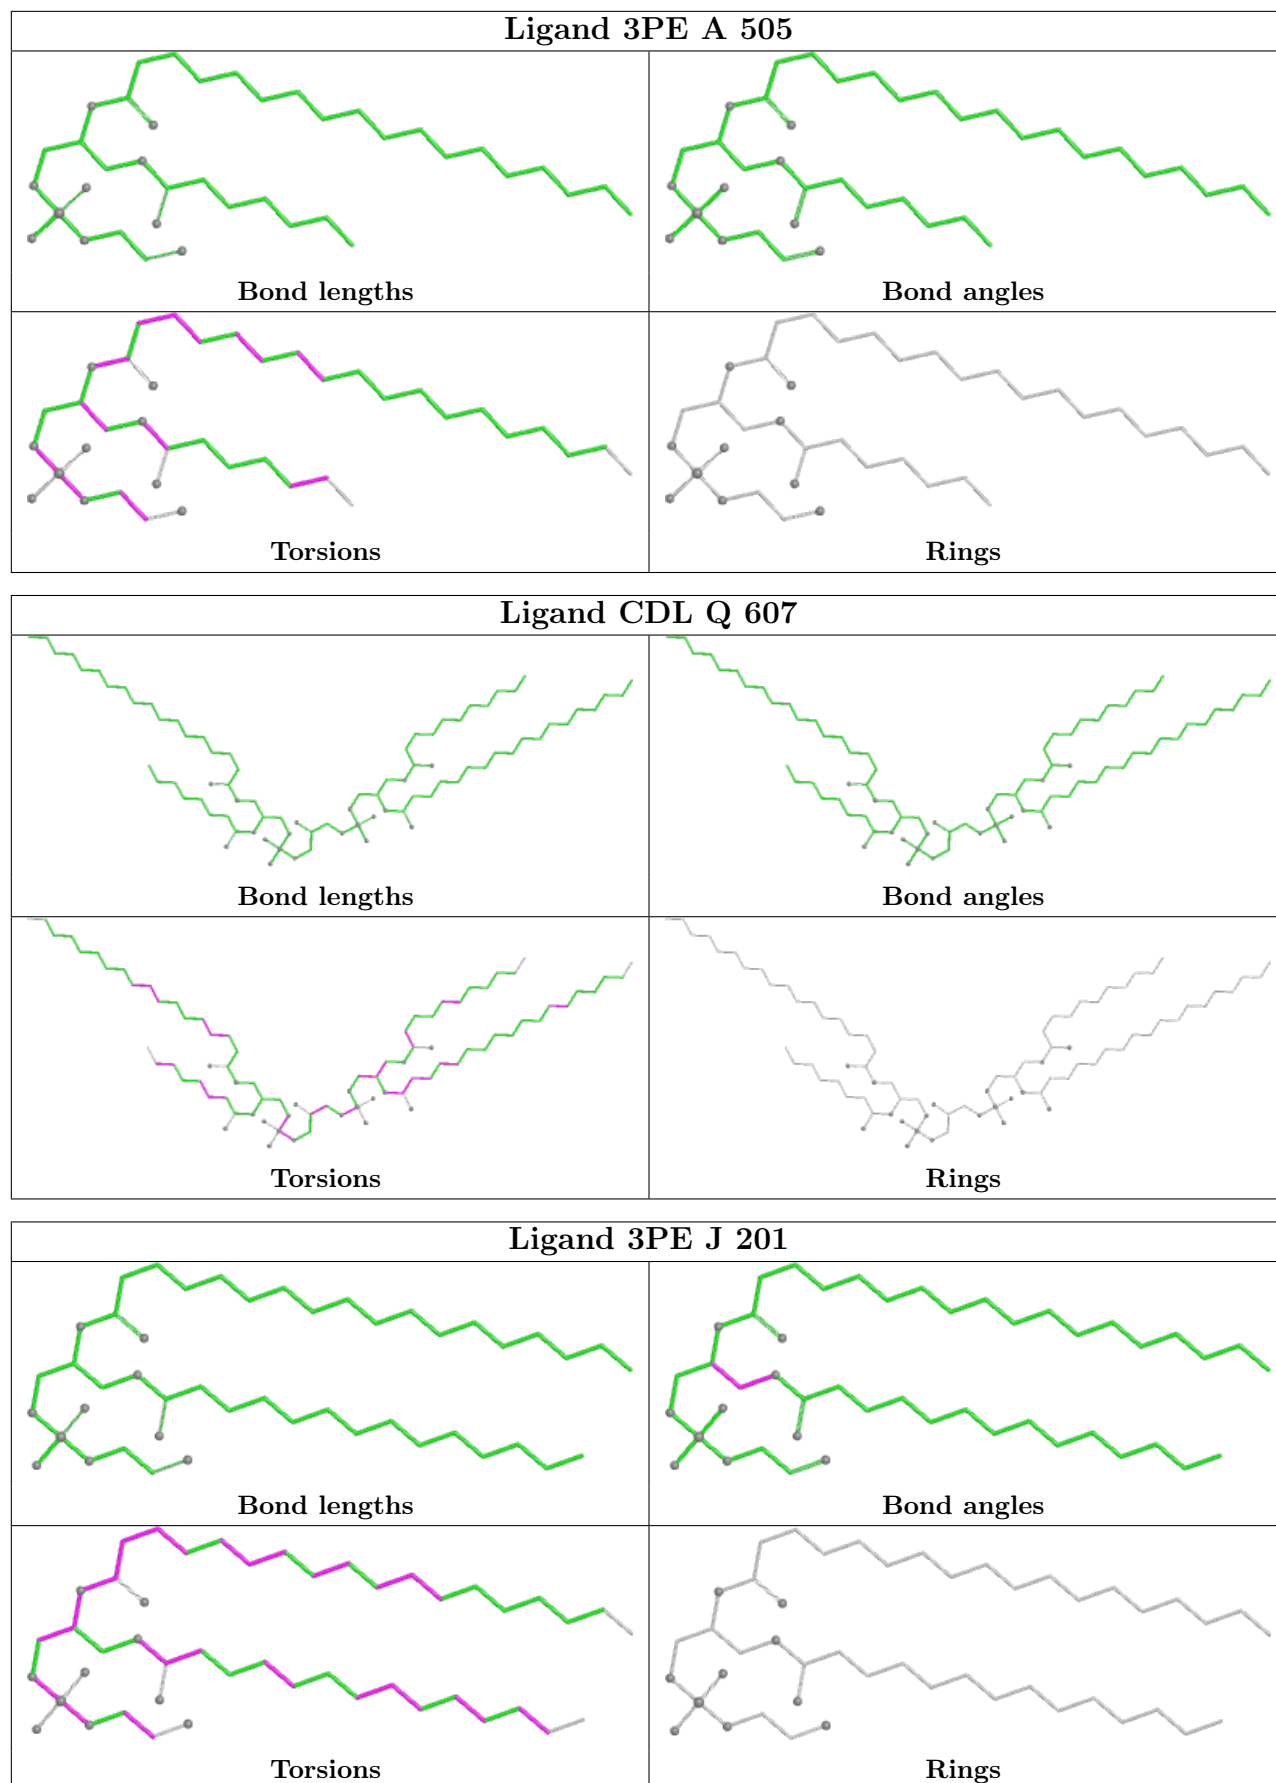 Ligand 3PE A 505
Bond lengths
Bond angles
Torsions
Rings
Ligand CDL Q 607
Bond lengths
Bond angles
Torsions
Rings
Ligand 3PE J 201
Bond lengths
Bond angles
Torsions
Rings